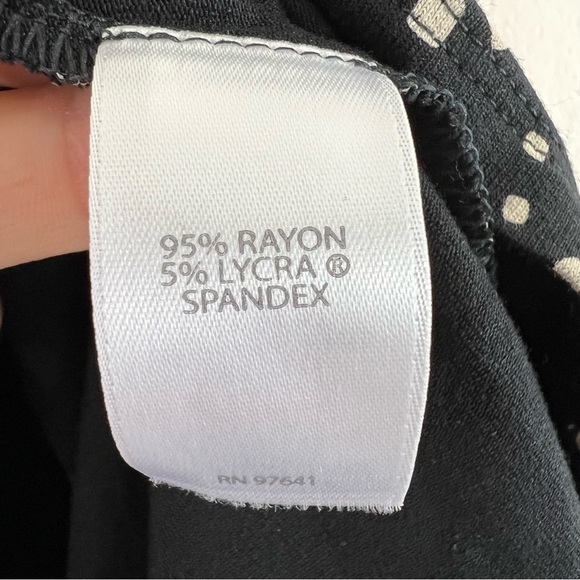 95% RAYON
5% LYCRA ®
SPANDEX
RN 97641